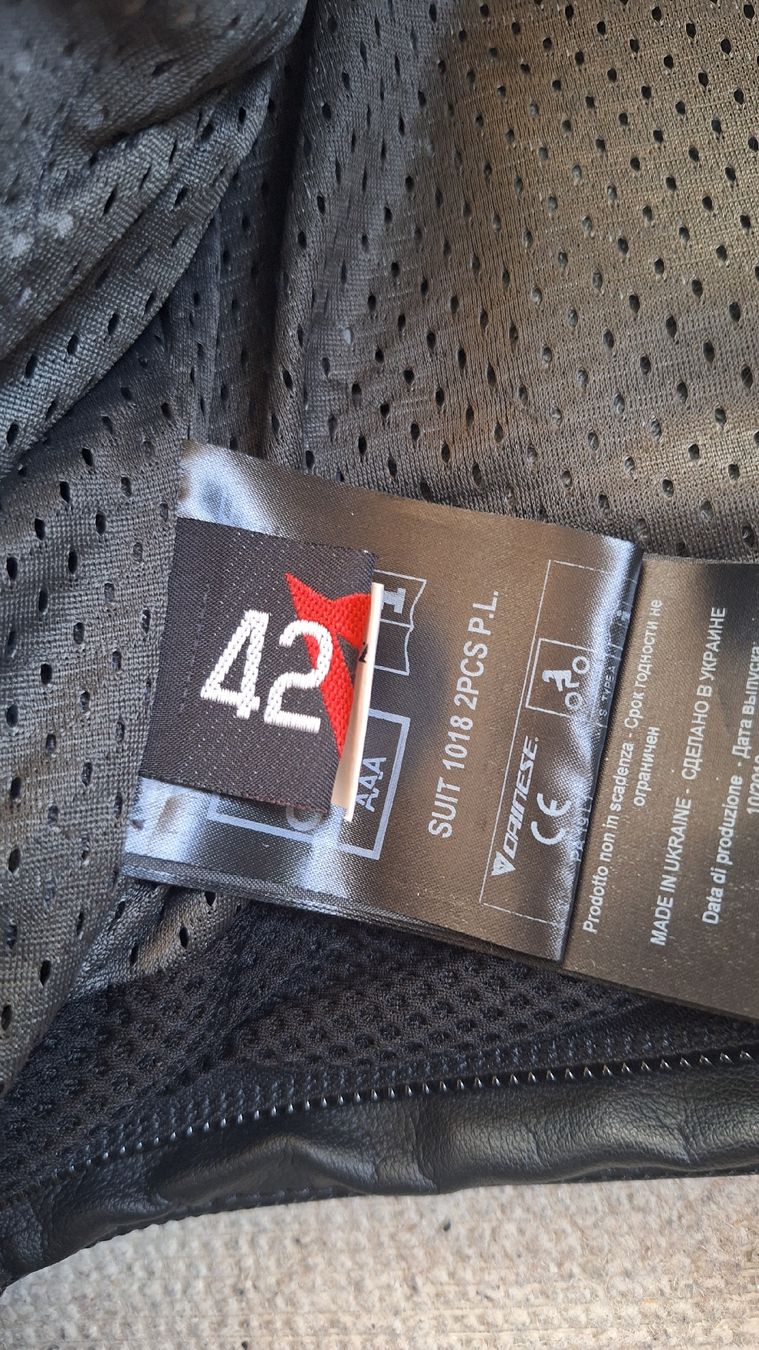 42
AAA
SUIT 1018 2PCS P.L.
DAINESE
CE
Prodotto non in scadenza - Срок годности не
ограничен
MADE IN UKRAINE - СДЕЛАНО В УКРАИНЕ
Data di produzione - Дата выпуска: